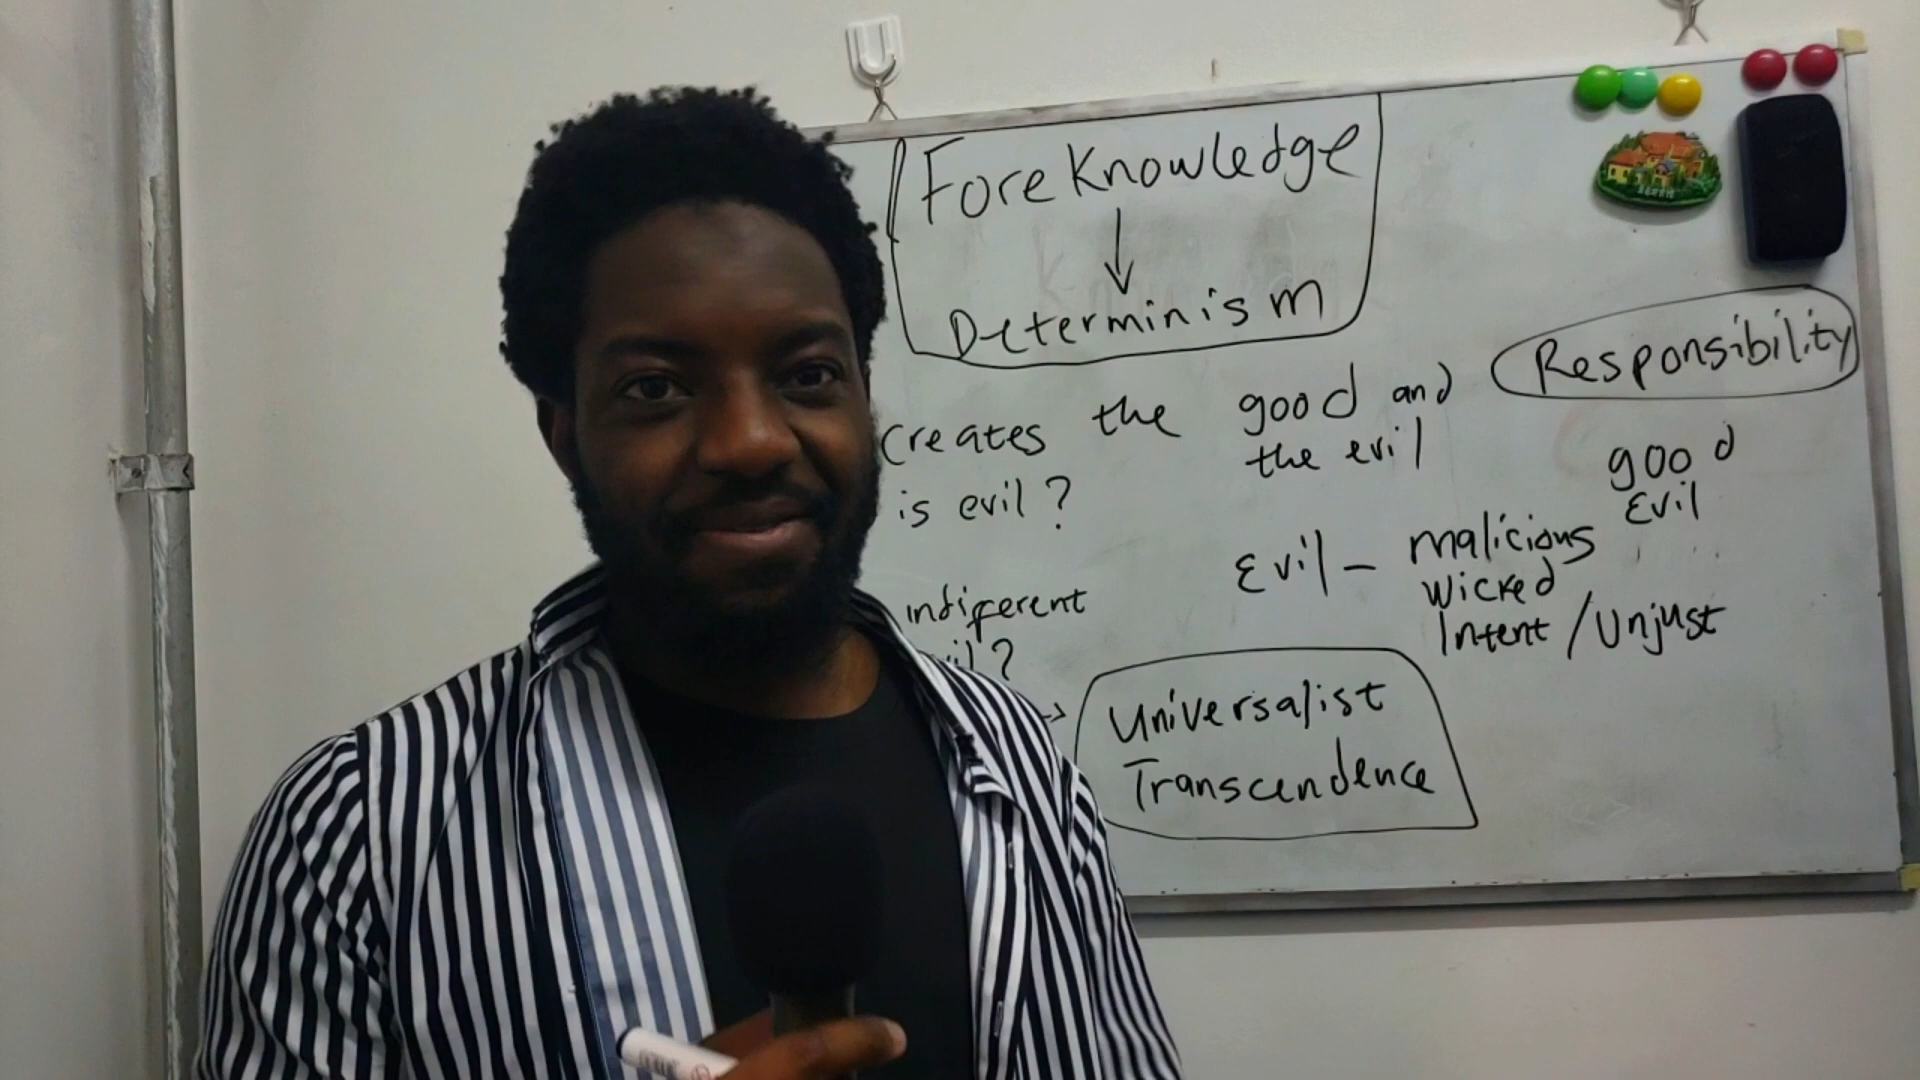 ForeKnowledge
↓
Determinism
Responsibility
creates the good and
the evil
is evil?
good
Evil
Evil – malicious
wicked
Intent / Unjust
indifferent
Universalist
Transcendence